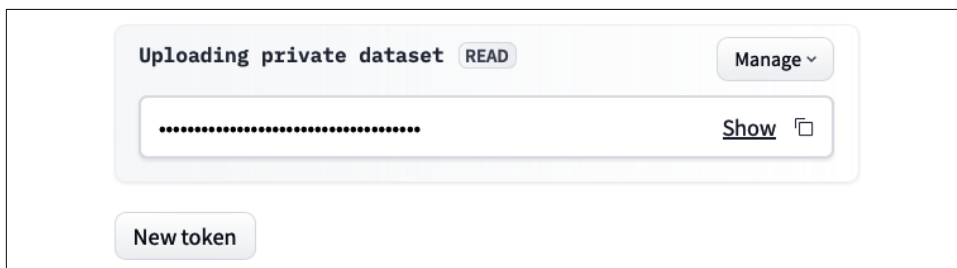 Uploading private dataset READ
Manage
•••••••••••••••••••••••••••••••••••••
Show
New token